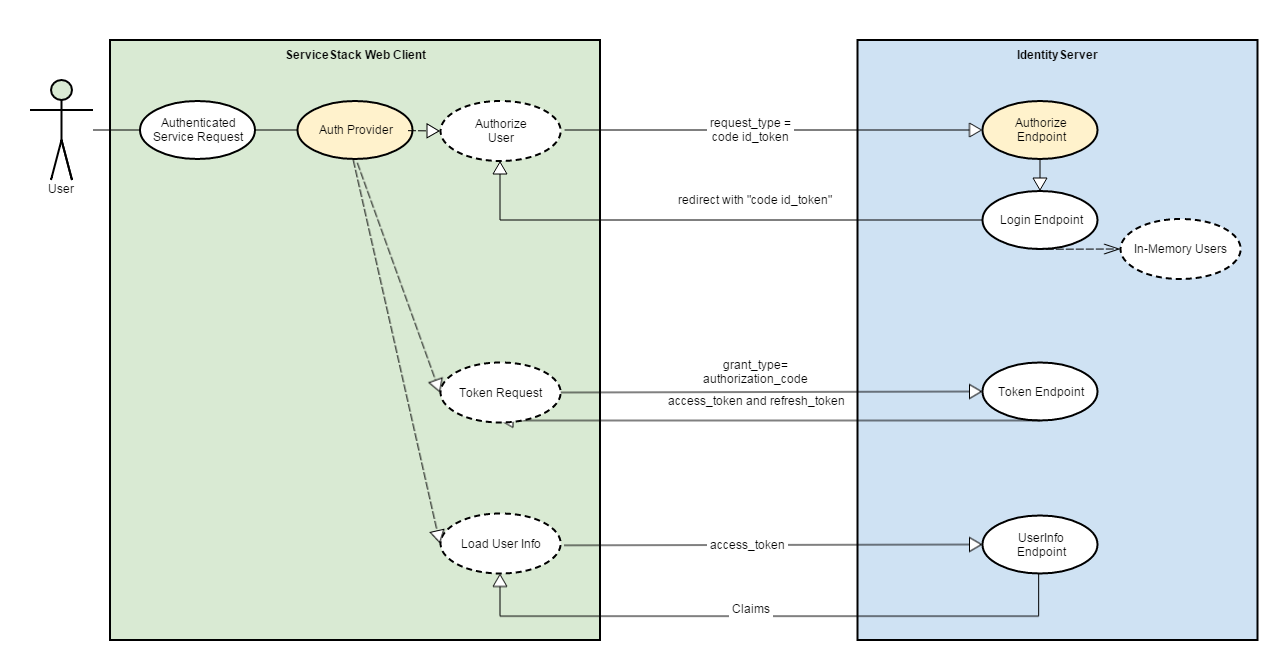 ServiceStack Web Client
IdentityServer
User
Authenticated
Service Request
Auth Provider
Authorize
User
request_type =
code id_token
Authorize
Endpoint
redirect with "code id_token"
Login Endpoint
In-Memory Users
Token Request
grant_type=
authorization_code
access_token and refresh_token
Token Endpoint
Load User Info
access_token
UserInfo
Endpoint
Claims